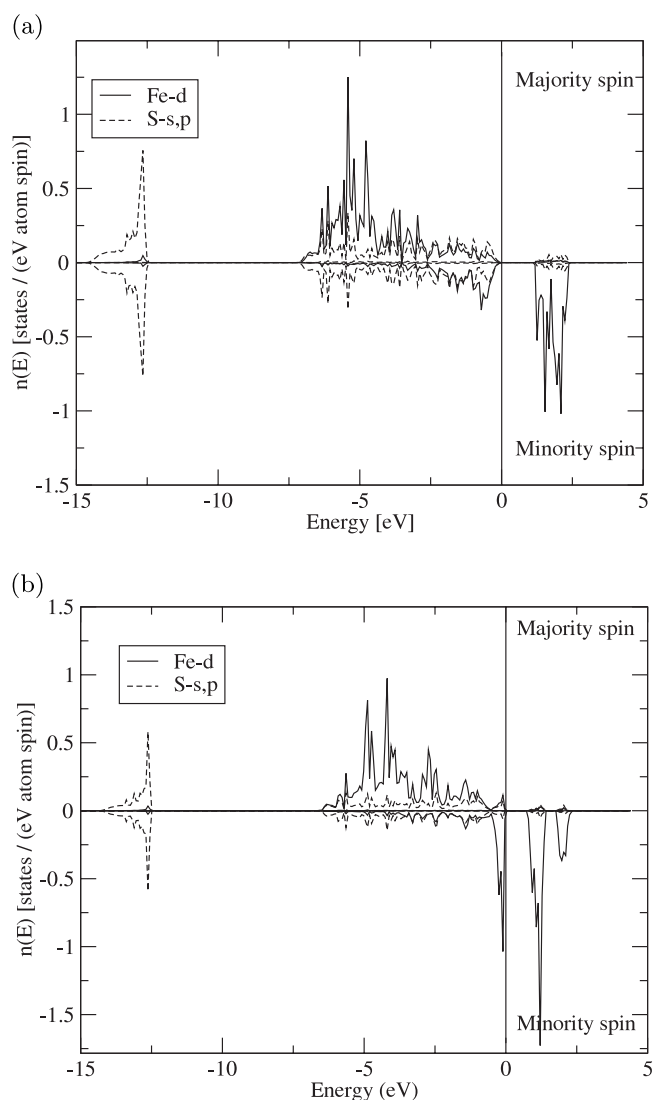 (a)
Majority spin
Fe-d
S-s,p
1
0.5
0
-0.5
-1
-1.5
n(E) [states / (eV atom spin)]
Minority spin
-15
-10
-5
0
5
Energy [eV]
(b)
1.5
Majority spin
Fe-d
S-s,p
1
0.5
0
-0.5
-1
-1.5
n(E) [states / (eV atom spin)]
Minority spin
-15
-10
-5
0
5
Energy (eV)